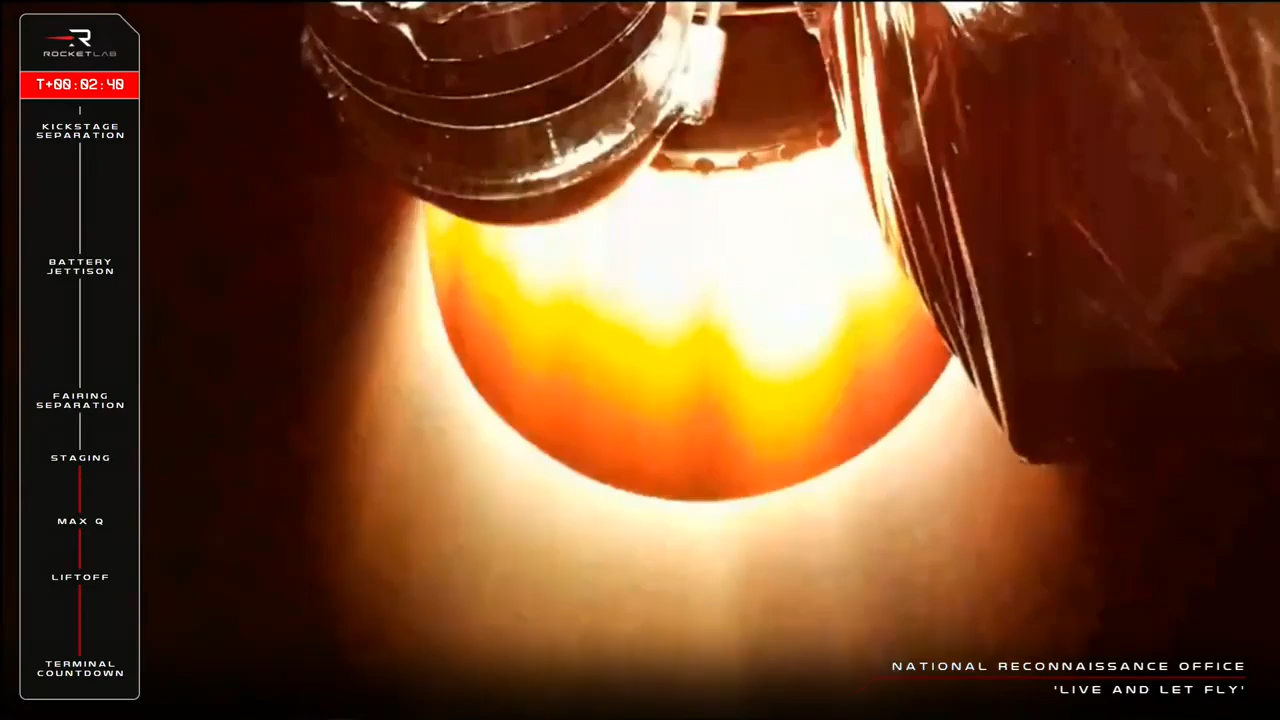 ROCKETLAB
T+00:02:40
KICKSTAGE
SEPARATION
BATTERY
JETTISON
FAIRING
SEPARATION
STAGING
MAX Q
LIFTOFF
TERMINAL
COUNTDOWN
NATIONAL RECONNAISSANCE OFFICE
'LIVE AND LET FLY'